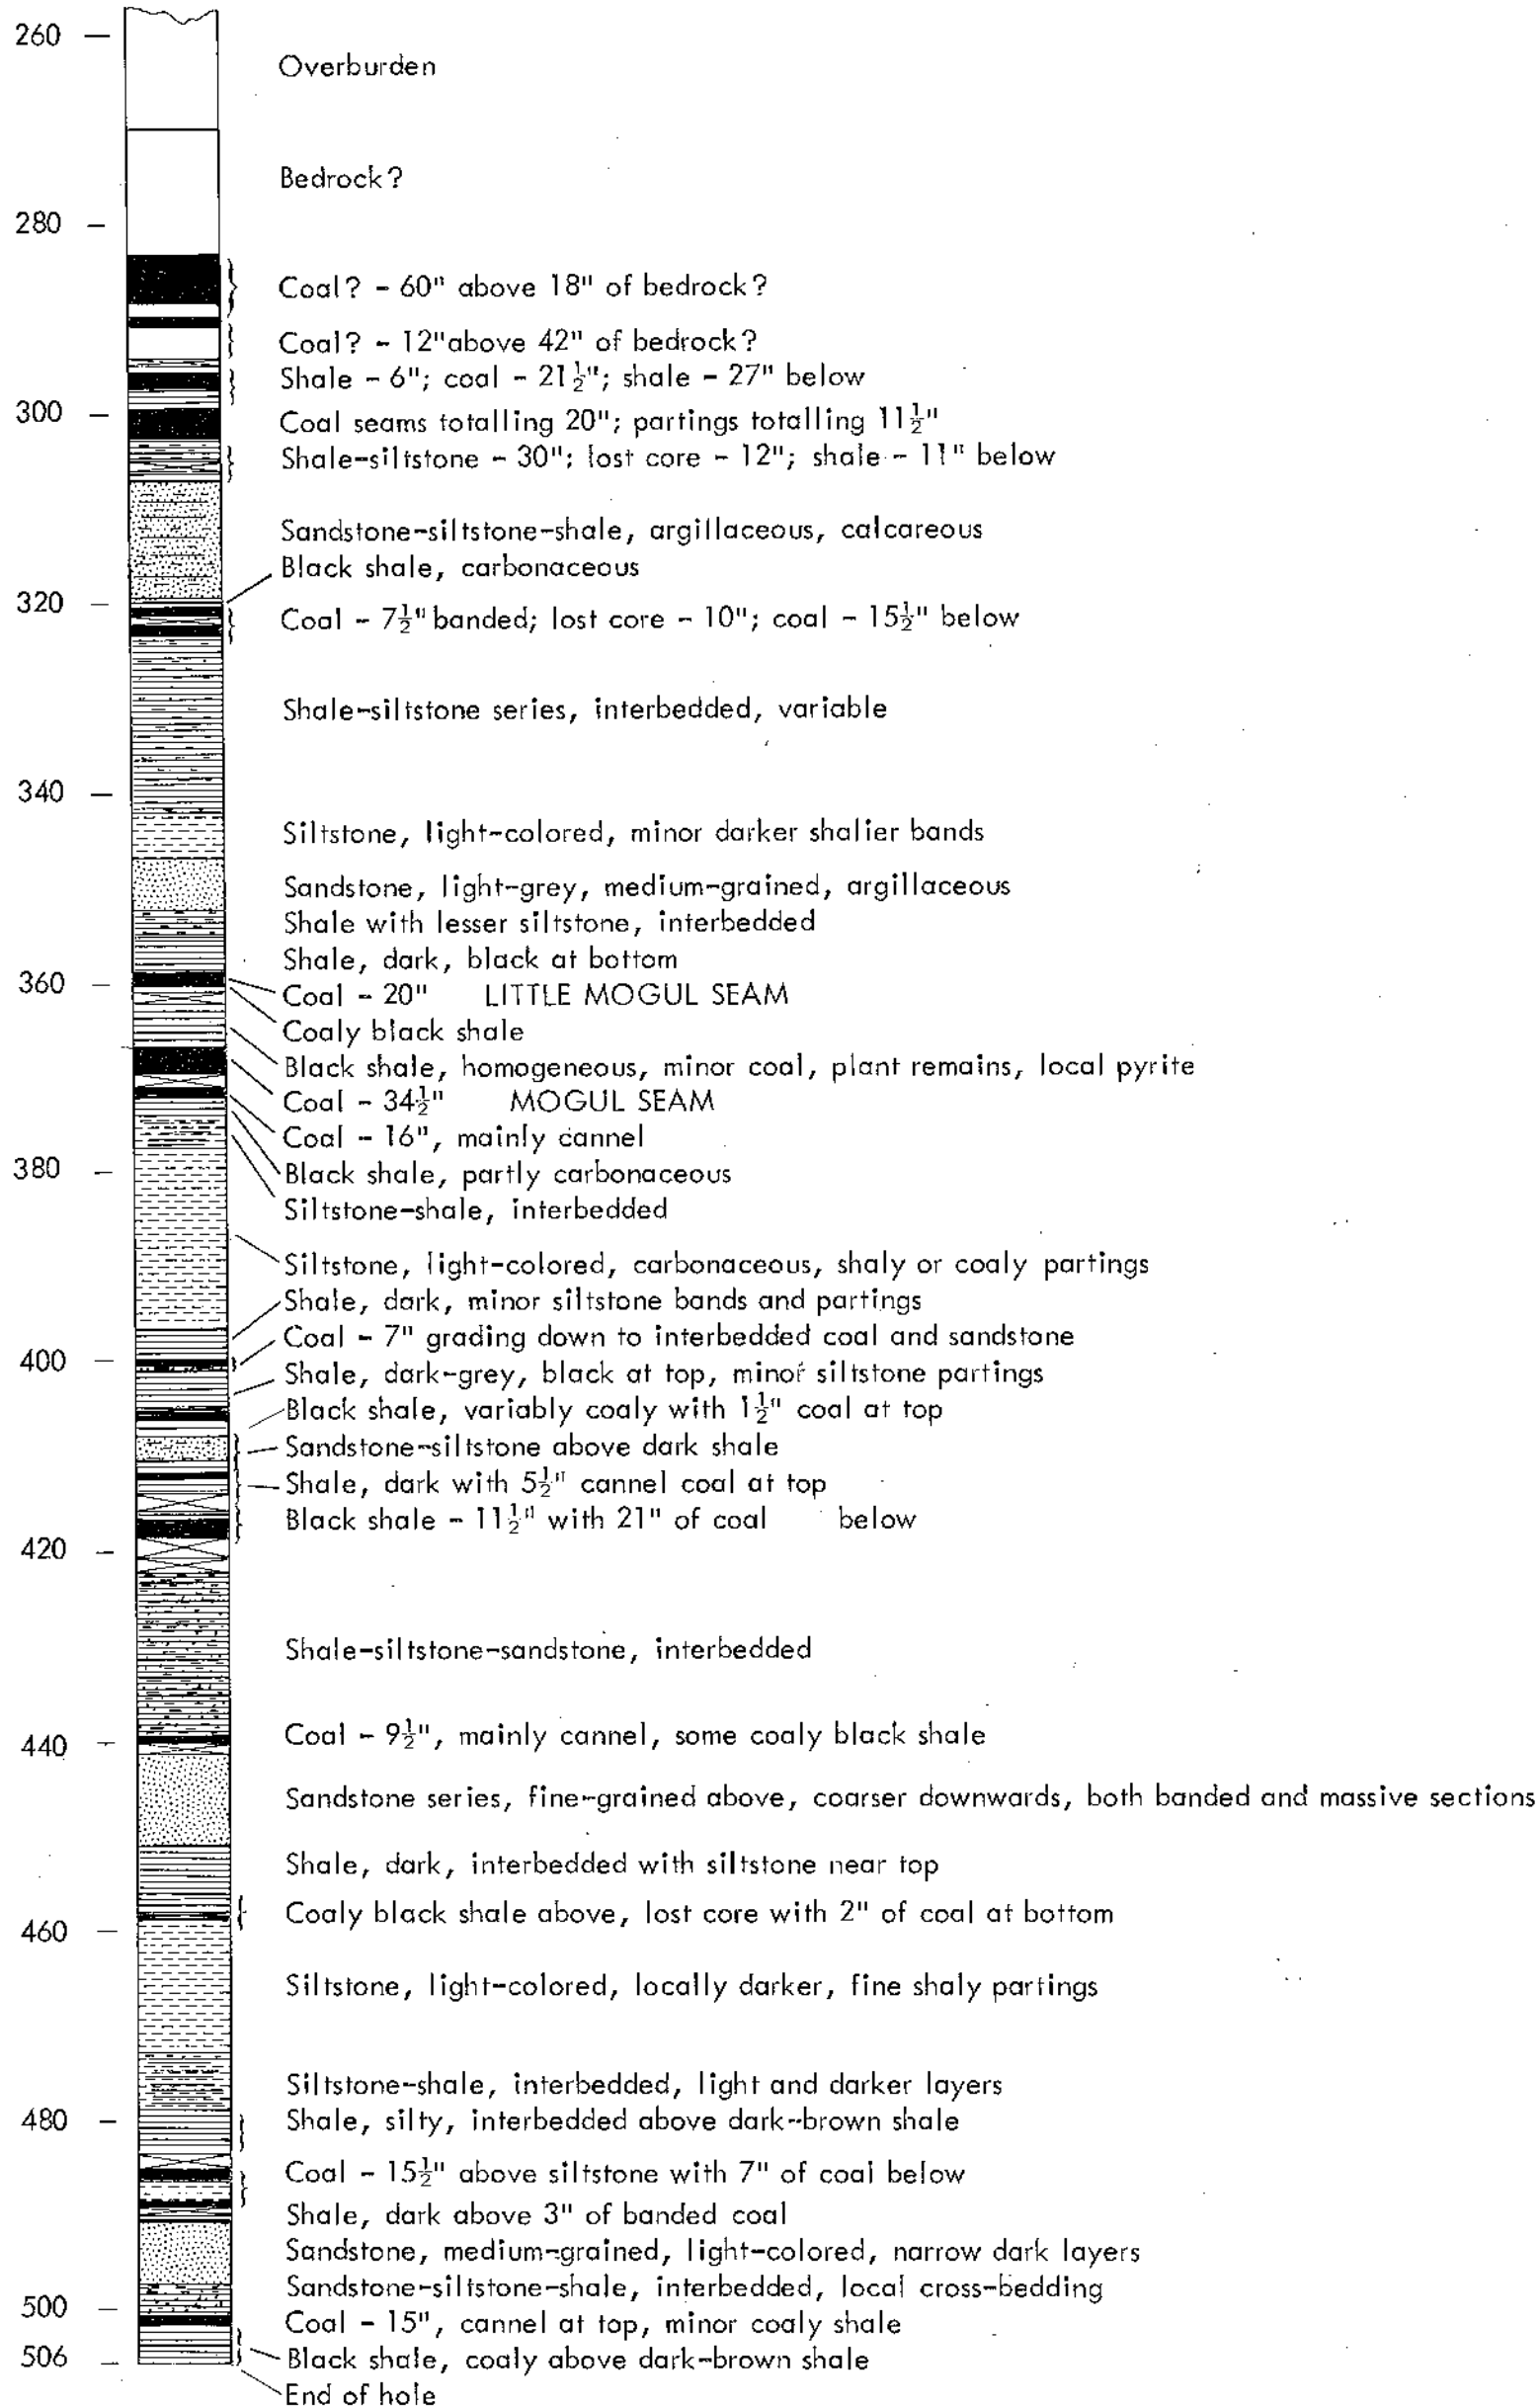 260
Overburden
Bedrock?
280
Coal? - 60" above 18" of bedrock?
Coal? - 12"above 42" of bedrock?
Shale - 6"; coal - 21½"; shale - 27" below
300
Coal seams totalling 20"; partings totalling 11½"
Shale-siltstone - 30"; lost core - 12"; shale - 11" below
Sandstone-siltstone-shale, argillaceous, calcareous
Black shale, carbonaceous
320
Coal - 7½" banded; lost core - 10"; coal - 15½" below
Shale-siltstone series, interbedded, variable
340
Siltstone, light-colored, minor darker shalier bands
Sandstone, light-grey, medium-grained, argillaceous
Shale with lesser siltstone, interbedded
Shale, dark, black at bottom
360
Coal - 20" LITTLE MOGUL SEAM
Coaly black shale
Black shale, homogeneous, minor coal, plant remains, local pyrite
Coal - 34½" MOGUL SEAM
Coal - 16", mainly cannel
380
Black shale, partly carbonaceous
Siltstone-shale, interbedded
Siltstone, light-colored, carbonaceous, shaly or coaly partings
Shale, dark, minor siltstone bands and partings
Coal - 7" grading down to interbedded coal and sandstone
400
Shale, dark-grey, black at top, minor siltstone partings
Black shale, variably coaly with 1½" coal at top
Sandstone-siltstone above dark shale
Shale, dark with 5½" cannel coal at top
Black shale - 11½" with 21" of coal below
420
Shale-siltstone-sandstone, interbedded
Coal - 9½", mainly cannel, some coaly black shale
440
Sandstone series, fine-grained above, coarser downwards, both banded and massive sections
Shale, dark, interbedded with siltstone near top
Coaly black shale above, lost core with 2" of coal at bottom
460
Siltstone, light-colored, locally darker, fine shaly partings
Siltstone-shale, interbedded, light and darker layers
480
Shale, silty, interbedded above dark-brown shale
Coal - 15½" above siltstone with 7" of coal below
Shale, dark above 3" of banded coal
Sandstone, medium-grained, light-colored, narrow dark layers
Sandstone-siltstone-shale, interbedded, local cross-bedding
500
Coal - 15", cannel at top, minor coaly shale
506
Black shale, coaly above dark-brown shale
End of hole